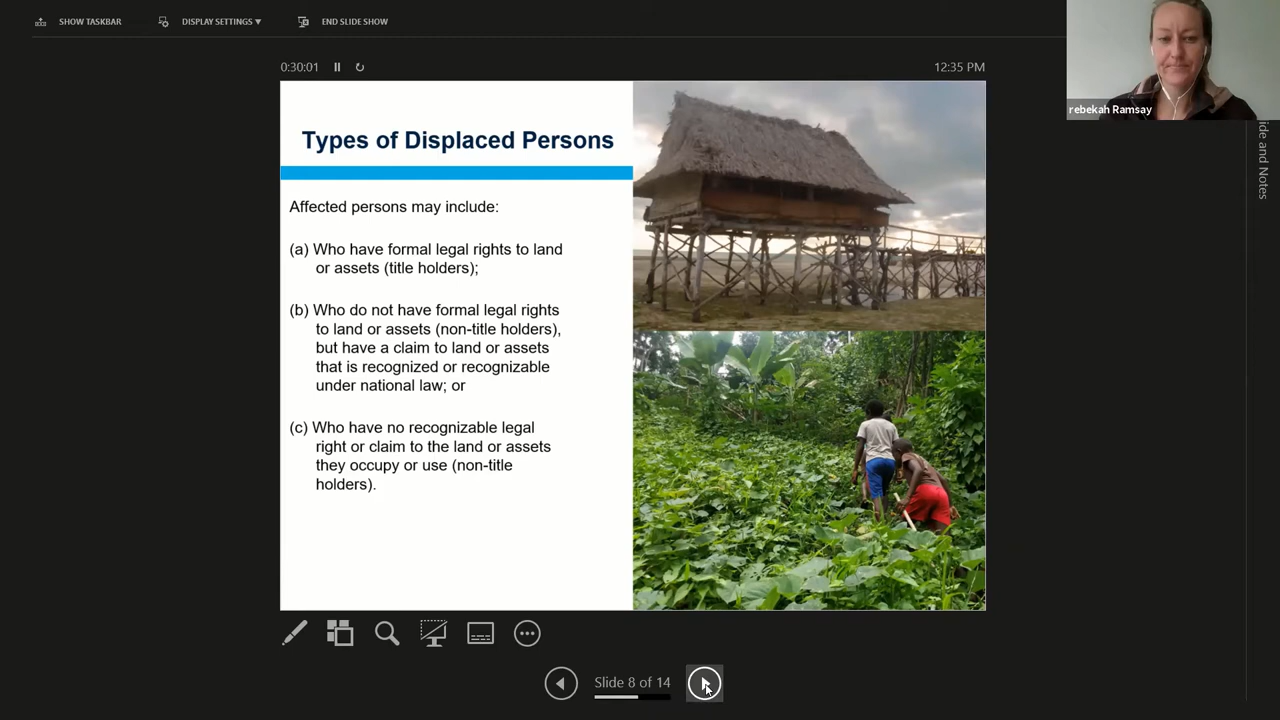 SHOW TASKBAR
DISPLAY SETTINGS ▼
END SLIDE SHOW
0:30:01
12:35 PM
rebekah Ramsay
Types of Displaced Persons
Affected persons may include:
(a) Who have formal legal rights to land
or assets (title holders);
(b) Who do not have formal legal rights
to land or assets (non-title holders),
but have a claim to land or assets
that is recognized or recognizable
under national law; or
(c) Who have no recognizable legal
right or claim to the land or assets
they occupy or use (non-title
holders).
Slide 8 of 14
and Notes